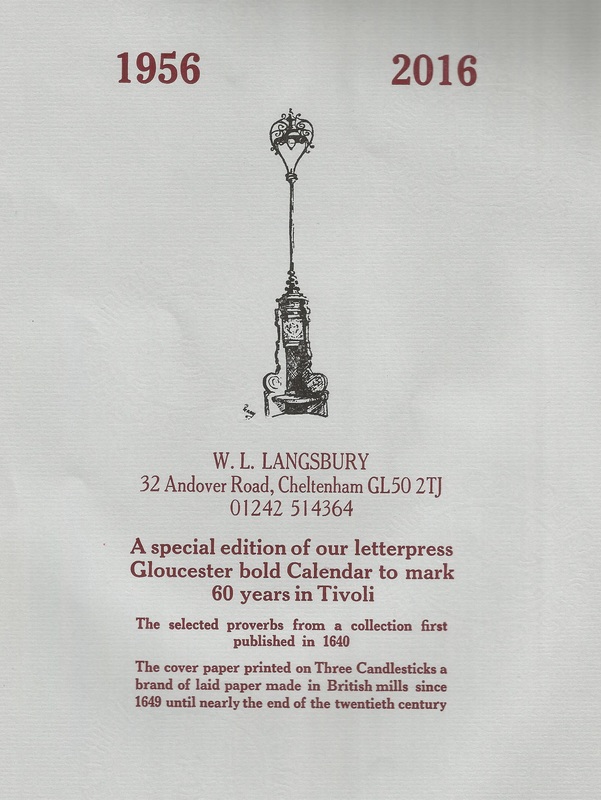 1956 2016
W. L. LANGSBURY
32 Andover Road, Cheltenham GL50 2TJ
01242 514364
A special edition of our letterpress
Gloucester bold Calendar to mark
60 years in Tivoli
The selected proverbs from a collection first
published in 1640
The cover paper printed on Three Candlesticks a
brand of laid paper made in British mills since
1649 until nearly the end of the twentieth century